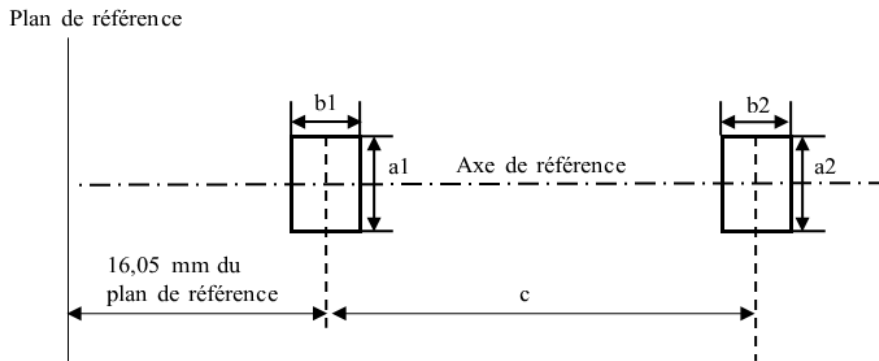 Plan de référence
b1
b2
a1
Axe de référence
a2
16,05 mm du
plan de référence
c